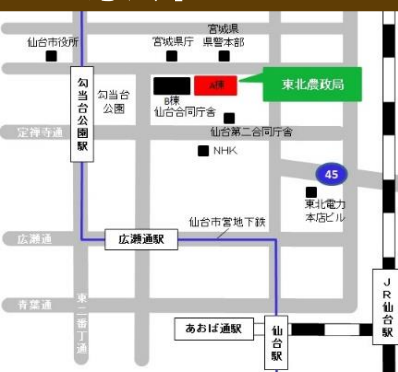 宮城県
仙台市役所
宮城県庁
県警本部
勾当台公園駅
勾当台
公園
A棟
B棟
東北農政局
仙台合同庁舎
定禅寺通
仙台第二合同庁舎
NHK
45
東北電力
本店ビル
仙台市営地下鉄
広瀬通
広瀬通駅
JR仙台駅
青葉通
東二番丁通
あおば通駅
仙台駅